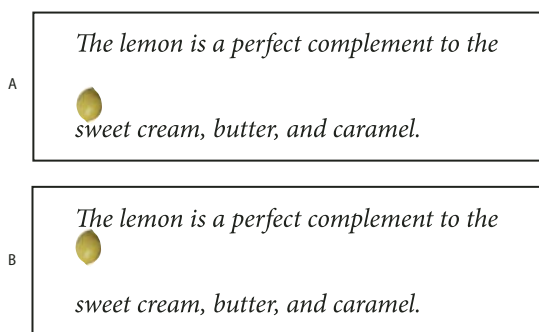 The lemon is a perfect complement to the
A
sweet cream, butter, and caramel.
The lemon is a perfect complement to the
B
sweet cream, butter, and caramel.